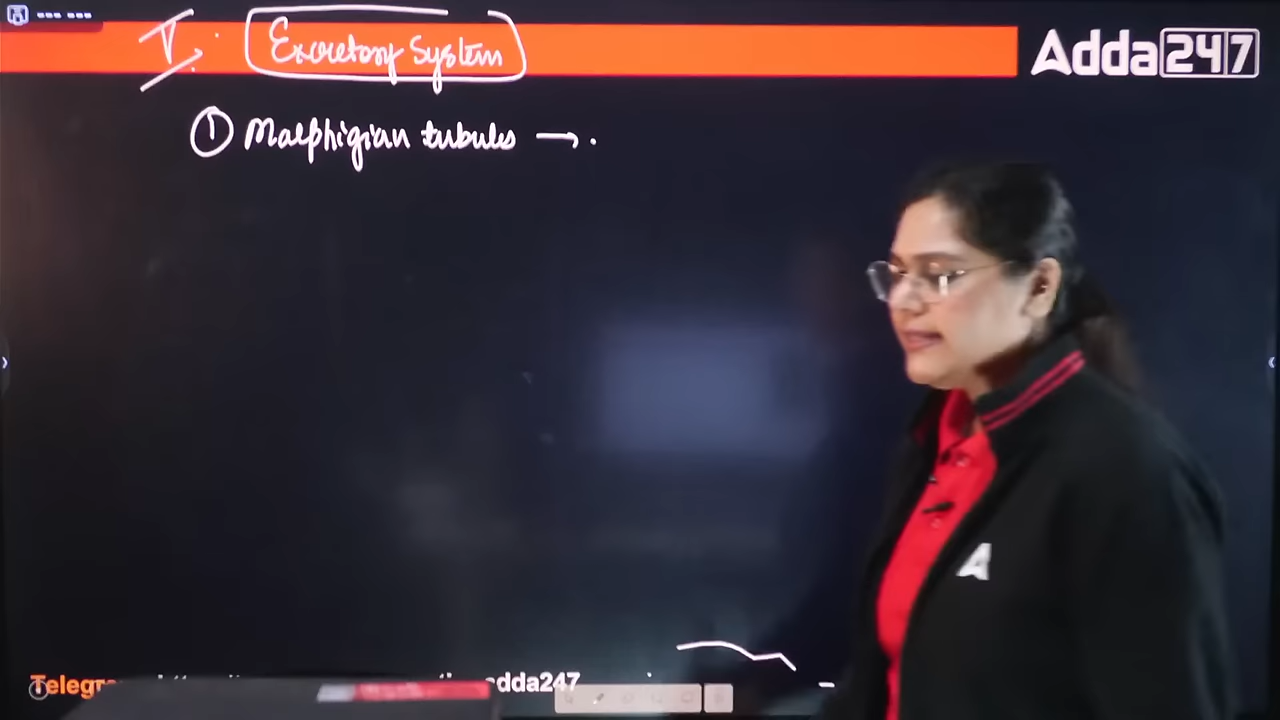 V. Excretory System
Adda247
① Malphigian tubules → .
adda247
A